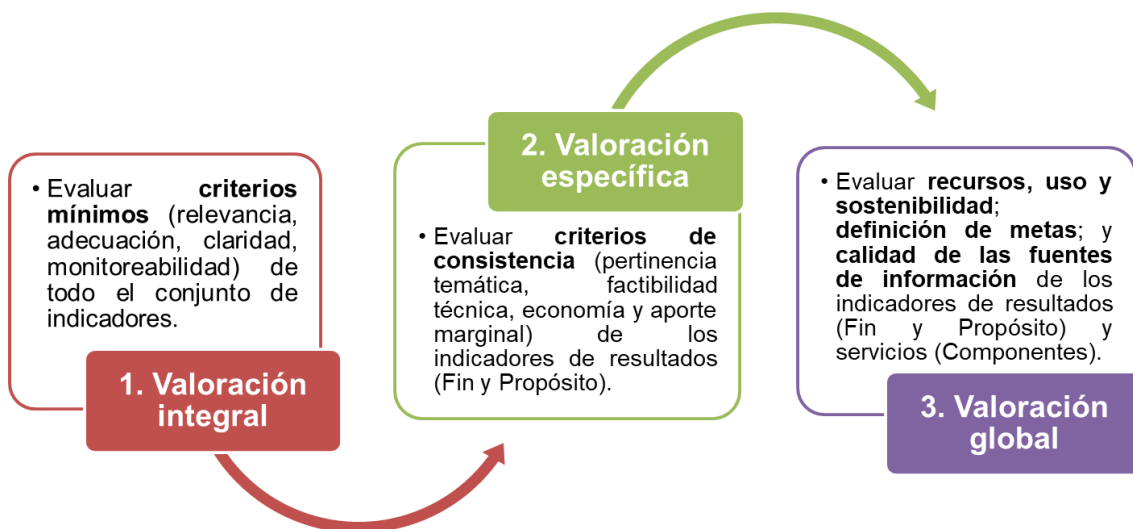 • Evaluar criterios
mínimos (relevancia,
adecuación, claridad,
monitoreabilidad) de
todo el conjunto de
indicadores.
1. Valoración
integral
2. Valoración
específica
• Evaluar criterios de
consistencia (pertinencia
temática, factibilidad
técnica, economía y aporte
marginal) de los
indicadores de resultados
(Fin y Propósito).
• Evaluar recursos, uso y
sostenibilidad;
definición de metas; y
calidad de las fuentes
de información de los
indicadores de resultados
(Fin y Propósito) y
servicios (Componentes).
3. Valoración
global